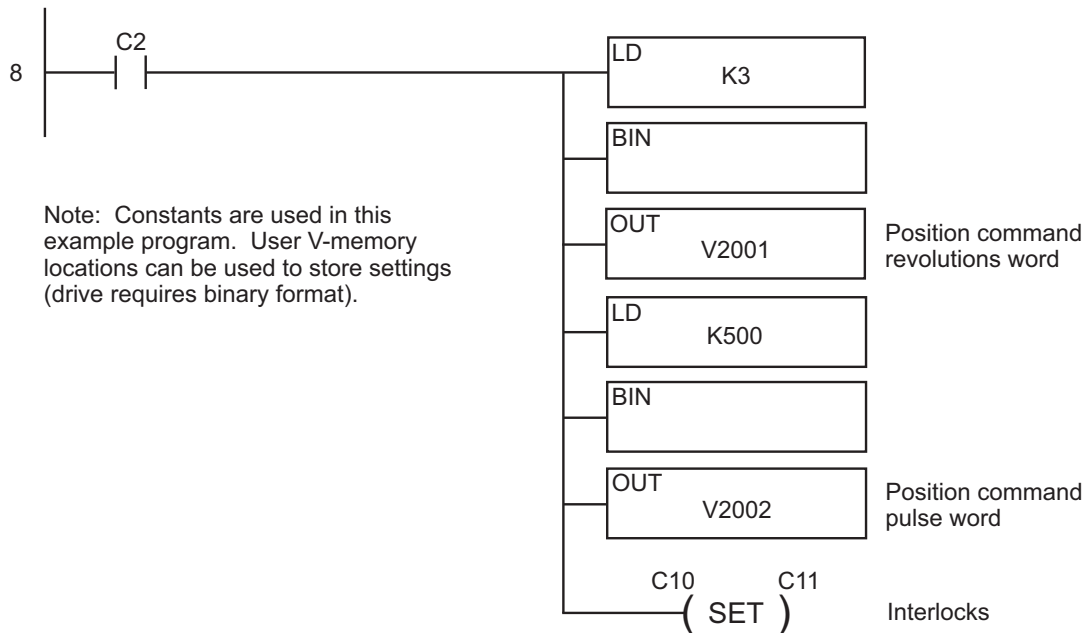 C2
8
LD
K3
BIN
Note: Constants are used in this
example program. User V-memory
locations can be used to store settings
(drive requires binary format).
OUT
V2001
Position command
revolutions word
LD
K500
BIN
OUT
V2002
Position command
pulse word
C10 C11
( SET )
Interlocks